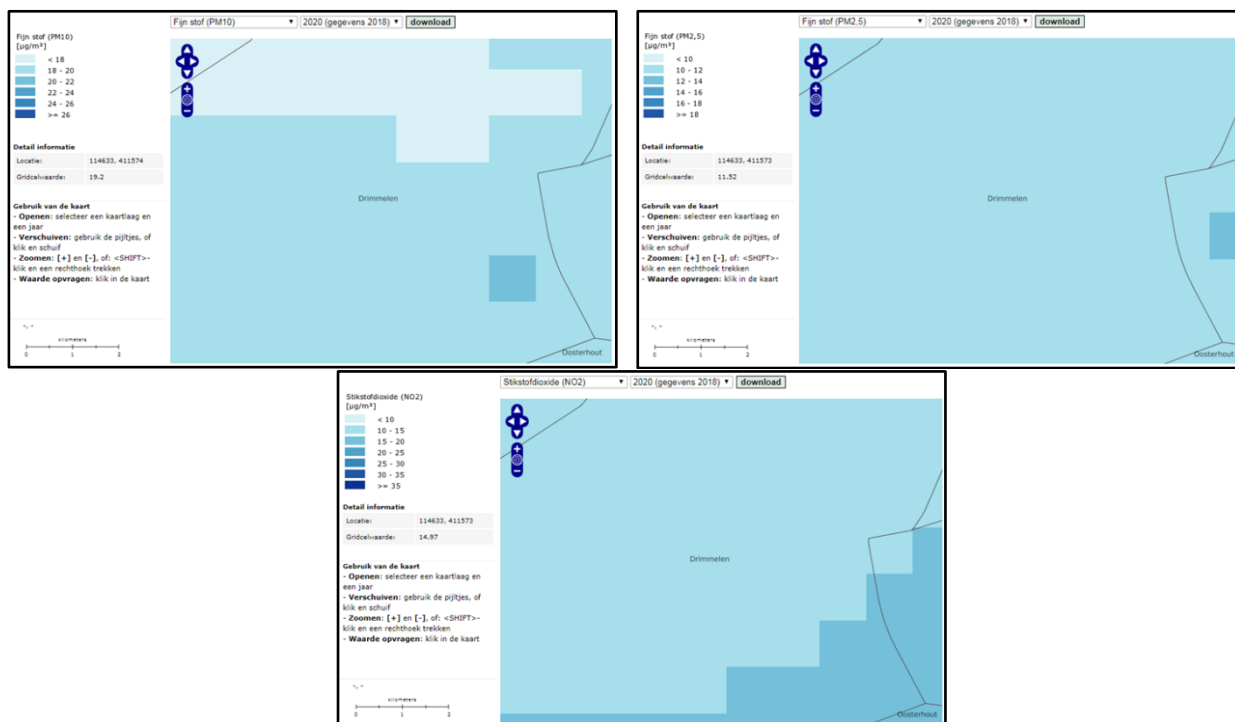 Fijn stof (PM10) 2020 (gegevens 2018) download
Fijn stof (PM10)
[µg/m³]
< 18
18 - 20
20 - 22
22 - 24
24 - 26
>= 26
Detail informatie
Locatie: 114633, 411574
Gridcelwaarde: 19.2
Gebruik van de kaart
- Openen: selecteer een kaartlaag en
een jaar
- Verschuiven: gebruik de pijltjes, of
klik en schuif
- Zoomen: [+] en [-], of: <SHIFT>-
klik en een rechthoek trekken
- Waarde opvragen: klik in de kaart
kilometers
0 1 2
Drimmelen
Oosterhout
Fijn stof (PM2,5) 2020 (gegevens 2018) download
Fijn stof (PM2,5)
[µg/m³]
< 10
10 - 12
12 - 14
14 - 16
16 - 18
>= 18
Detail informatie
Locatie: 114633, 411573
Gridcelwaarde: 11.52
Gebruik van de kaart
- Openen: selecteer een kaartlaag en
een jaar
- Verschuiven: gebruik de pijltjes, of
klik en schuif
- Zoomen: [+] en [-], of: <SHIFT>-
klik en een rechthoek trekken
- Waarde opvragen: klik in de kaart
kilometers
0 1 2
Drimmelen
Oosterhout
Stikstofdioxide (NO2) 2020 (gegevens 2018) download
Stikstofdioxide (NO2)
[µg/m³]
< 10
10 - 15
15 - 20
20 - 25
25 - 30
30 - 35
>= 35
Detail informatie
Locatie: 114633, 411573
Gridcelwaarde: 14.97
Gebruik van de kaart
- Openen: selecteer een kaartlaag en
een jaar
- Verschuiven: gebruik de pijltjes, of
klik en schuif
- Zoomen: [+] en [-], of: <SHIFT>-
klik en een rechthoek trekken
- Waarde opvragen: klik in de kaart
kilometers
0 1 2
Drimmelen
Oosterhout